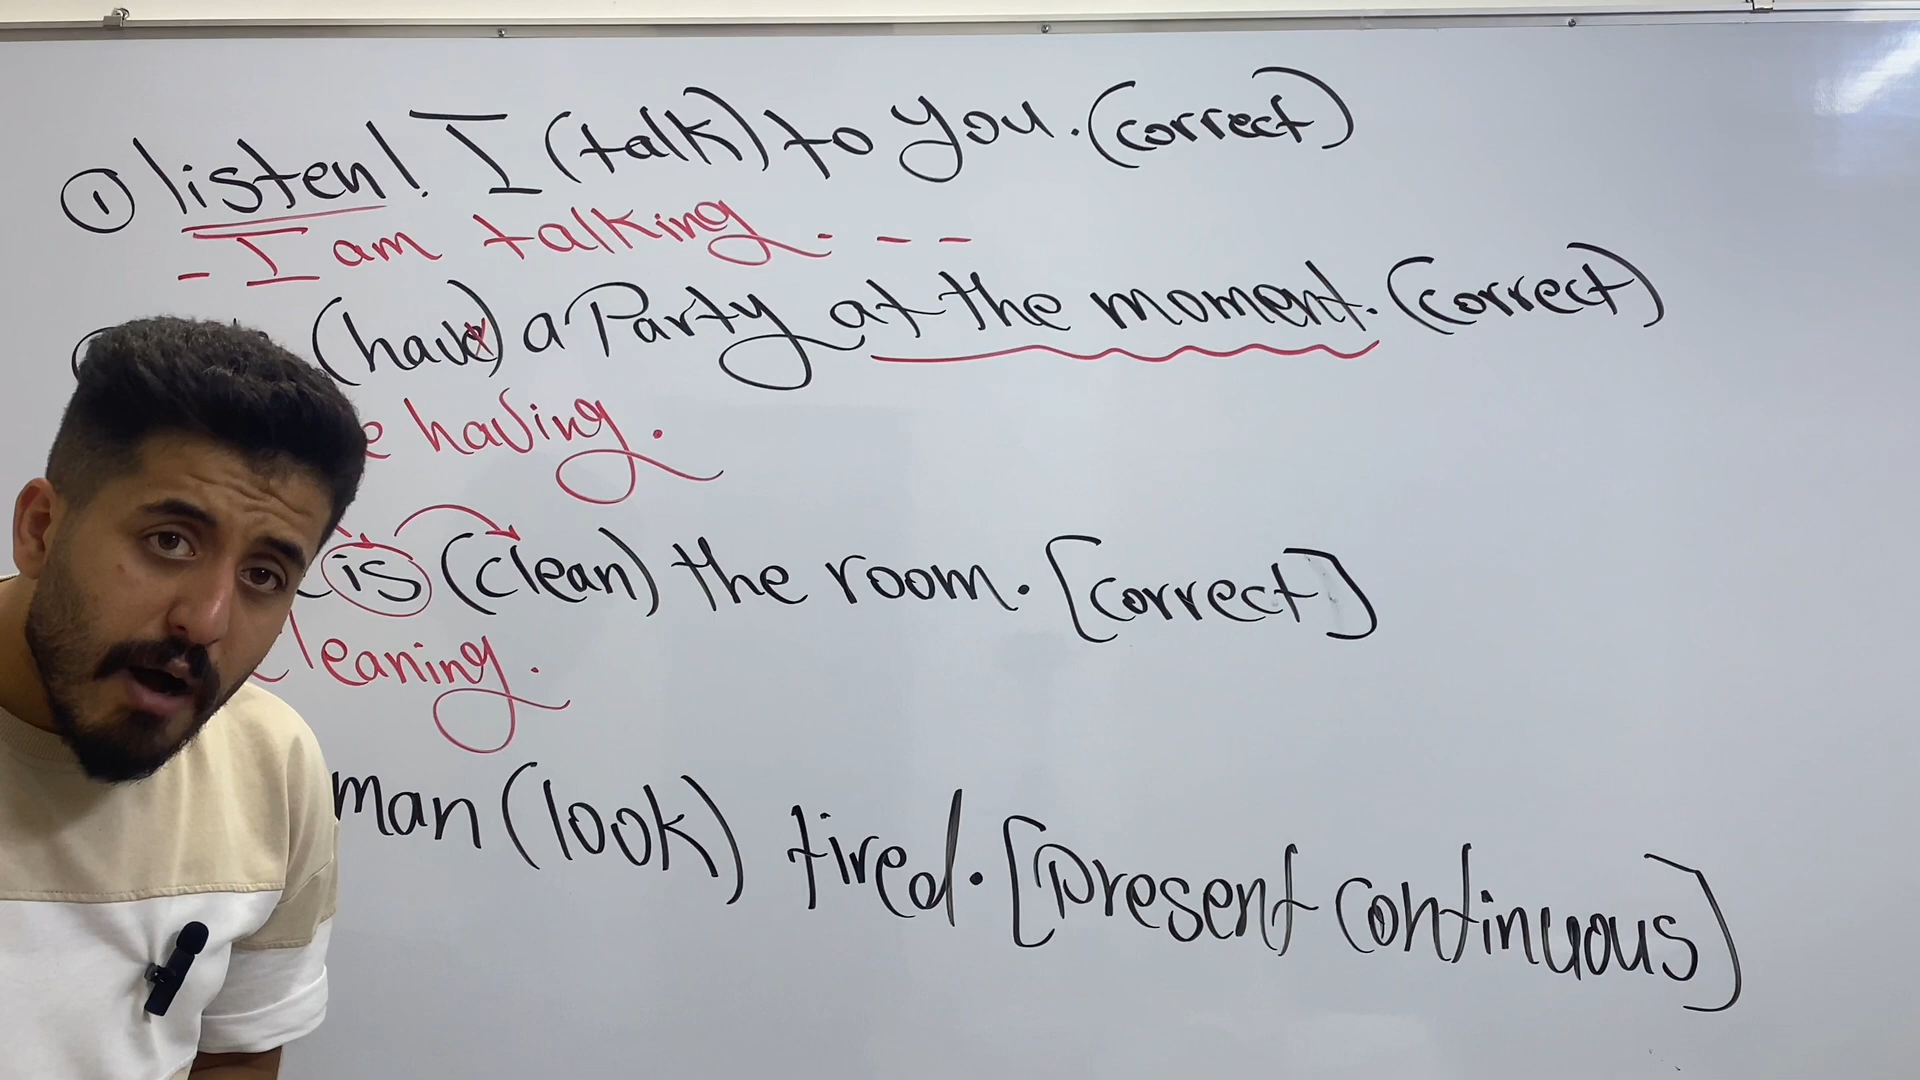 ① listen! I (talk) to you. (correct)
- I am talking. - -
(have) a Party at the moment. (correct)
having.
is (clean) the room. [correct]
leaning.
man (look) tired. [Present Continuous]